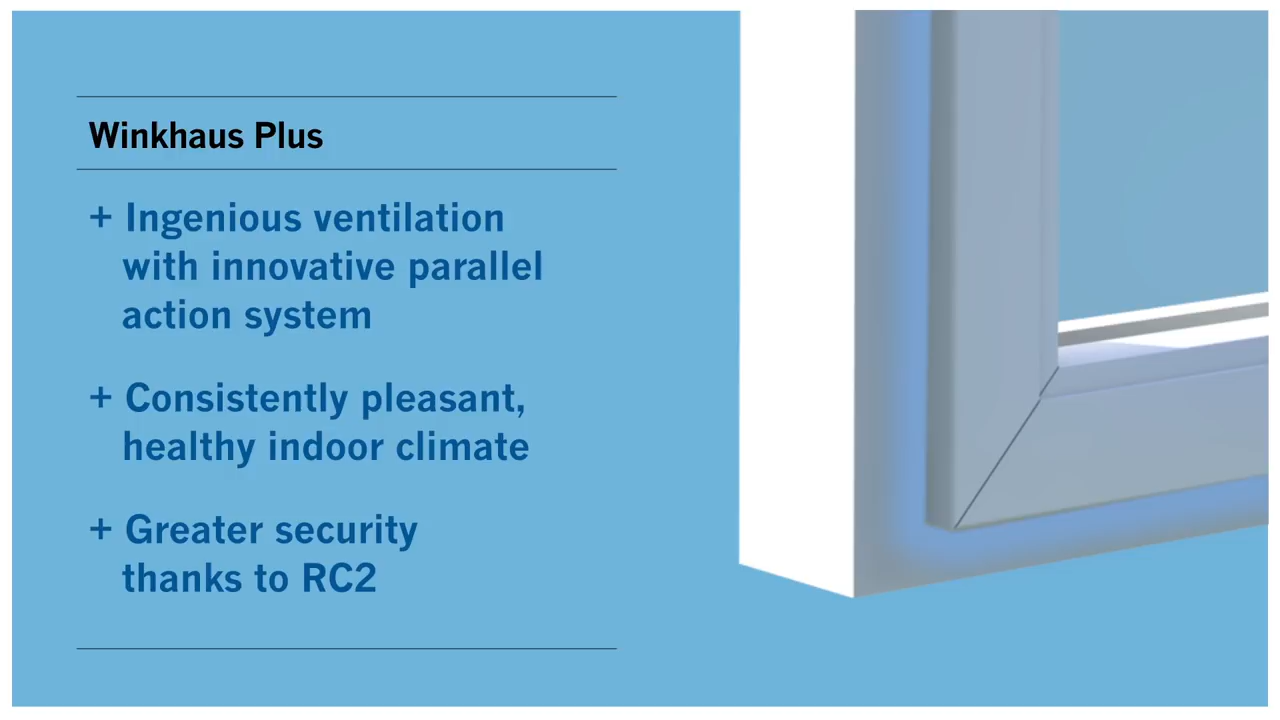 Winkhaus Plus
+ Ingenious ventilation
with innovative parallel
action system
+ Consistently pleasant,
healthy indoor climate
+ Greater security
thanks to RC2